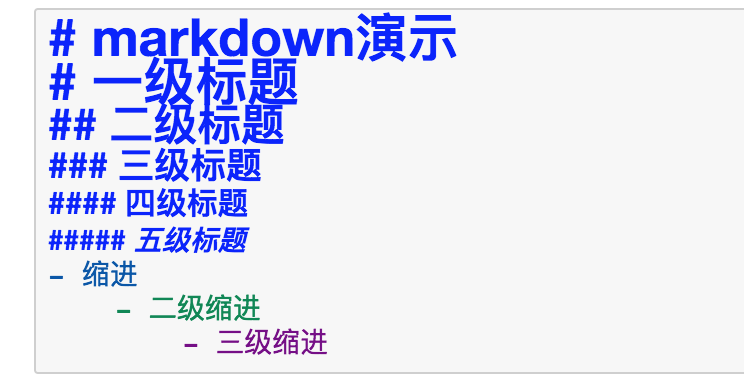 # markdown演示
# 一级标题
## 二级标题
### 三级标题
#### 四级标题
##### 五级标题
- 缩进
- 二级缩进
- 三级缩进